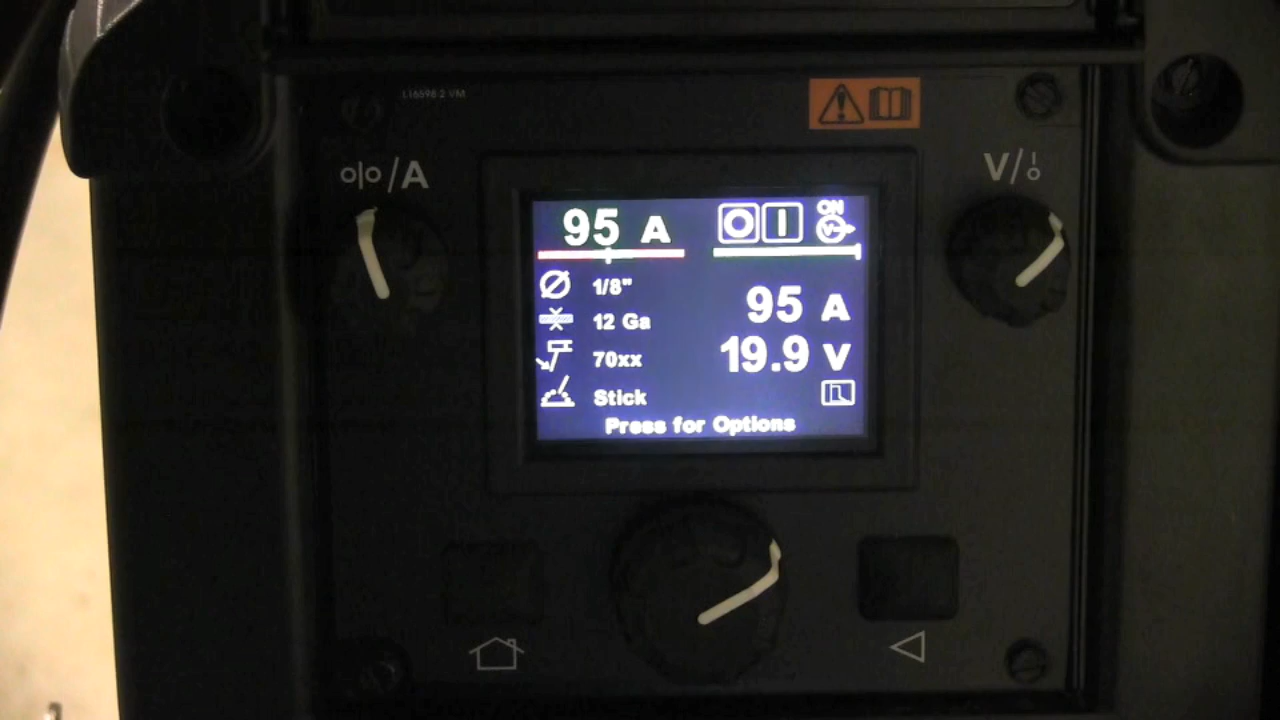 L16598 2 VM
o|o /A
V/
95 A
ON
V
1/8"
95 A
12 Ga
19.9 V
70xx
Stick
Press for Options